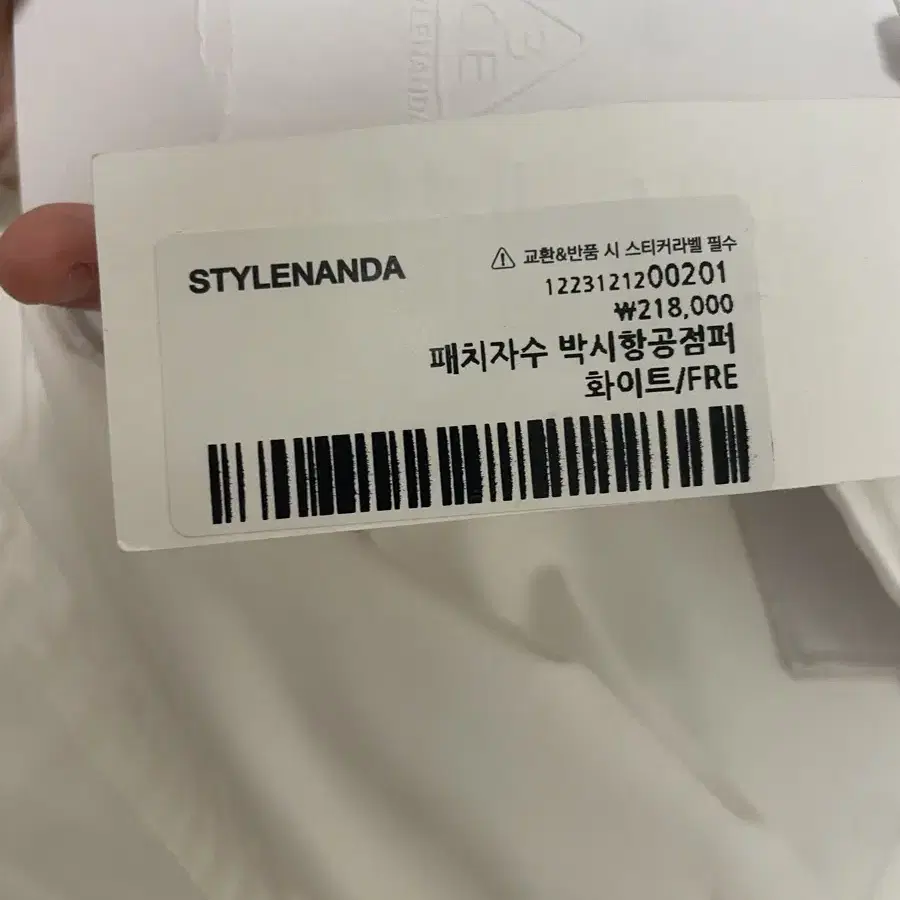 STYLENANDA
⚠ 교환&반품 시 스티커라벨 필수
1223121200201
₩218,000
패치자수 박시항공점퍼
화이트/FRE